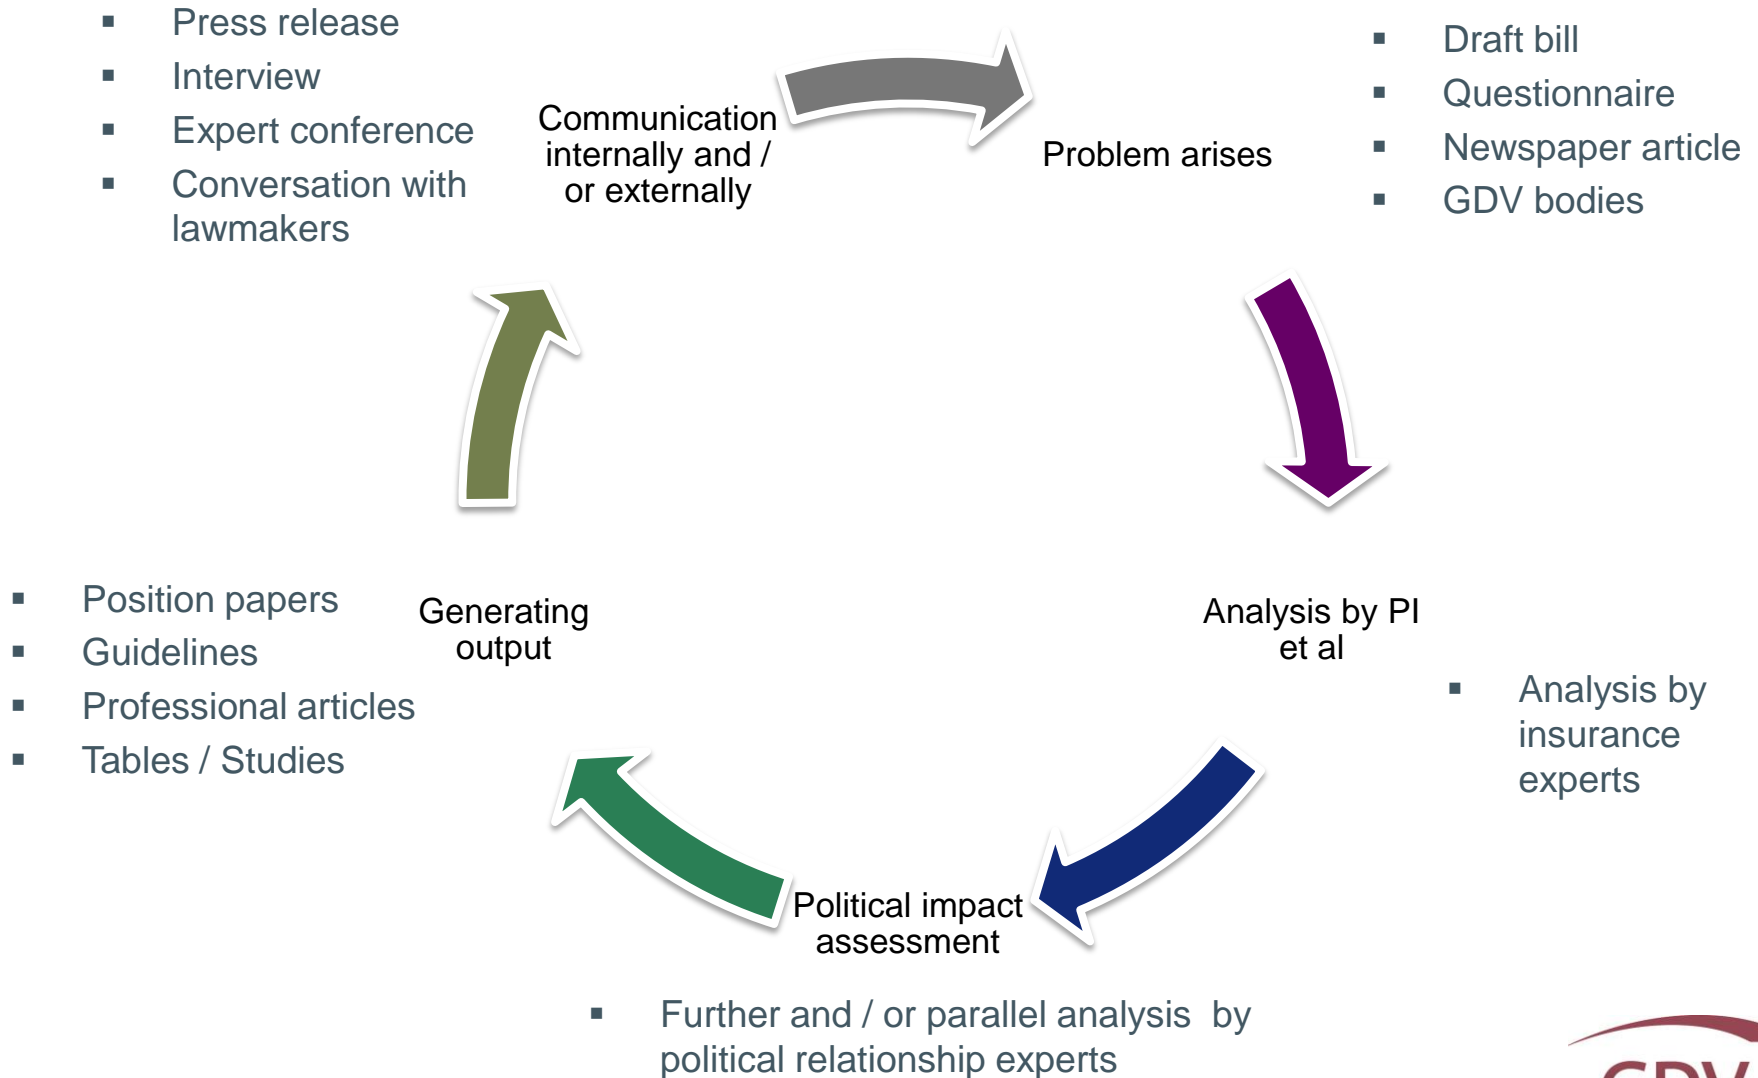 ▪ Press release
▪ Interview
▪ Expert conference
▪ Conversation with
lawmakers
Communication
internally and /
or externally
Problem arises
▪ Draft bill
▪ Questionnaire
▪ Newspaper article
▪ GDV bodies
▪ Position papers
▪ Guidelines
▪ Professional articles
▪ Tables / Studies
Generating
output
Analysis by PI
et al
▪ Analysis by
insurance
experts
Political impact
assessment
▪ Further and / or parallel analysis by
political relationship experts
GDV